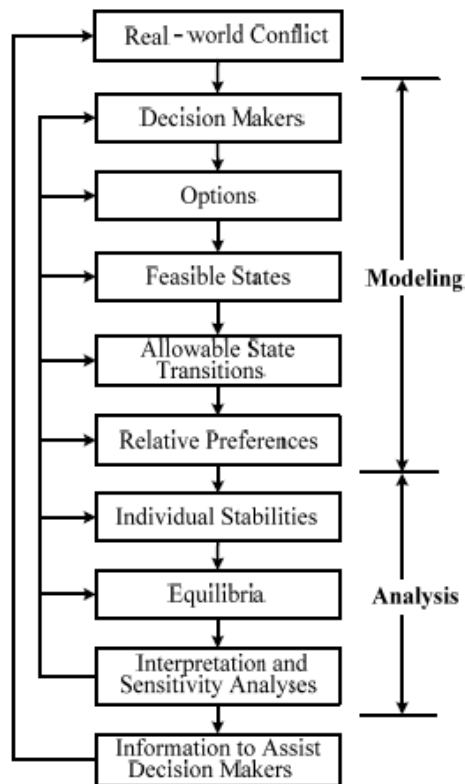 Real-world Conflict
Decision Makers
Options
Feasible States
Modeling
Allowable State
Transitions
Relative Preferences
Individual Stabilities
Equilibria
Analysis
Interpretation and
Sensitivity Analyses
Information to Assist
Decision Makers